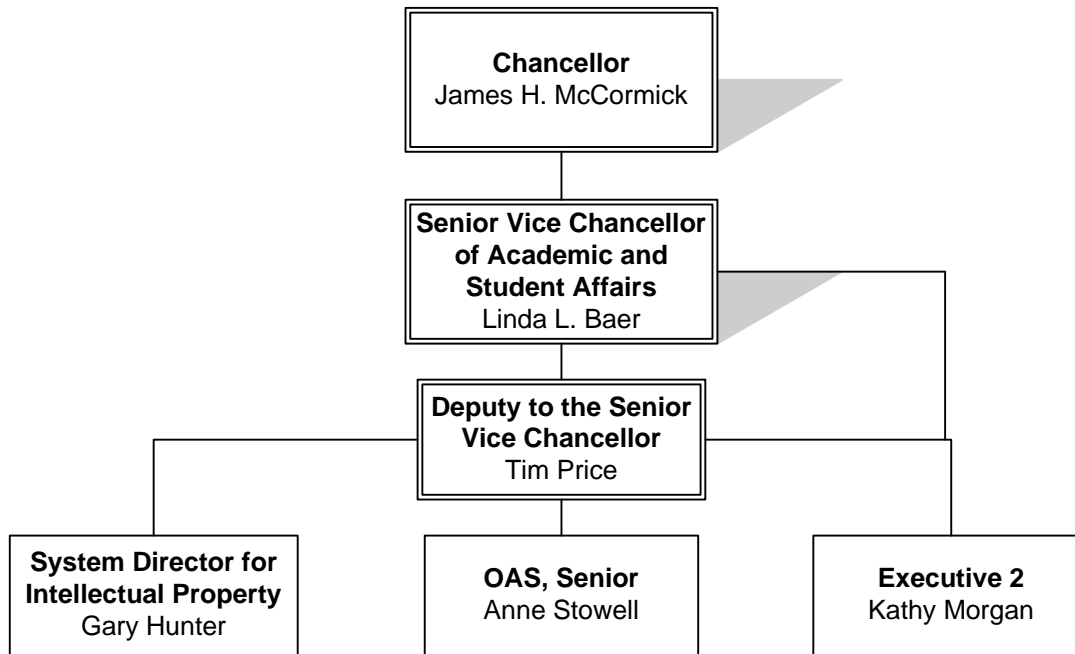 Chancellor
James H. McCormick
Senior Vice Chancellor
of Academic and
Student Affairs
Linda L. Baer
Deputy to the Senior
Vice Chancellor
Tim Price
System Director for
Intellectual Property
Gary Hunter
OAS, Senior
Anne Stowell
Executive 2
Kathy Morgan